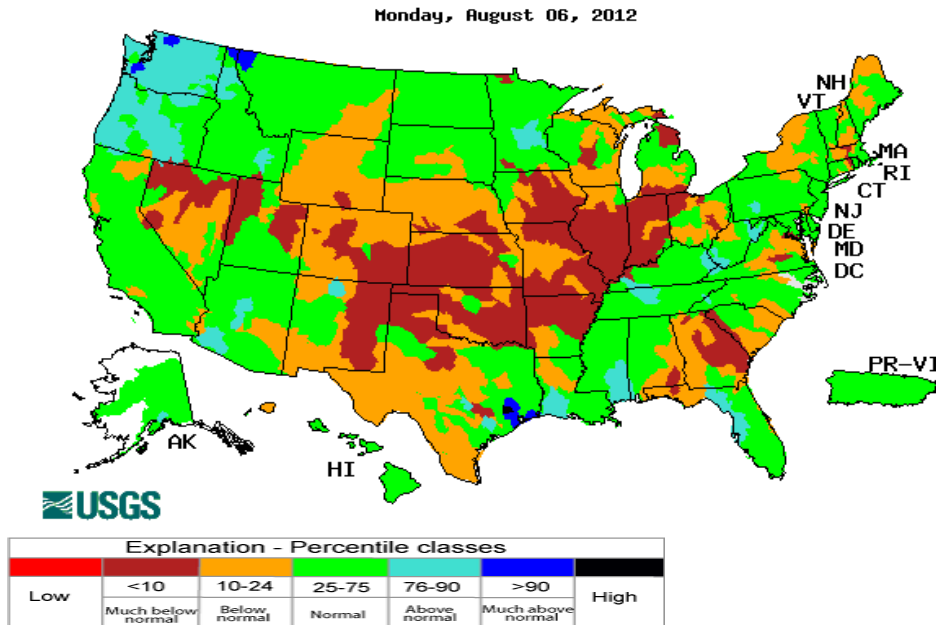 Monday, August 06, 2012
NH
VT
MA
RI
CT
NJ
DE
MD
DC
PR-VI
AK
HI
USGS
Explanation - Percentile classes
Low
<10
10-24
25-75
76-90
>90
High
Much below normal
Below normal
Normal
Above normal
Much above normal